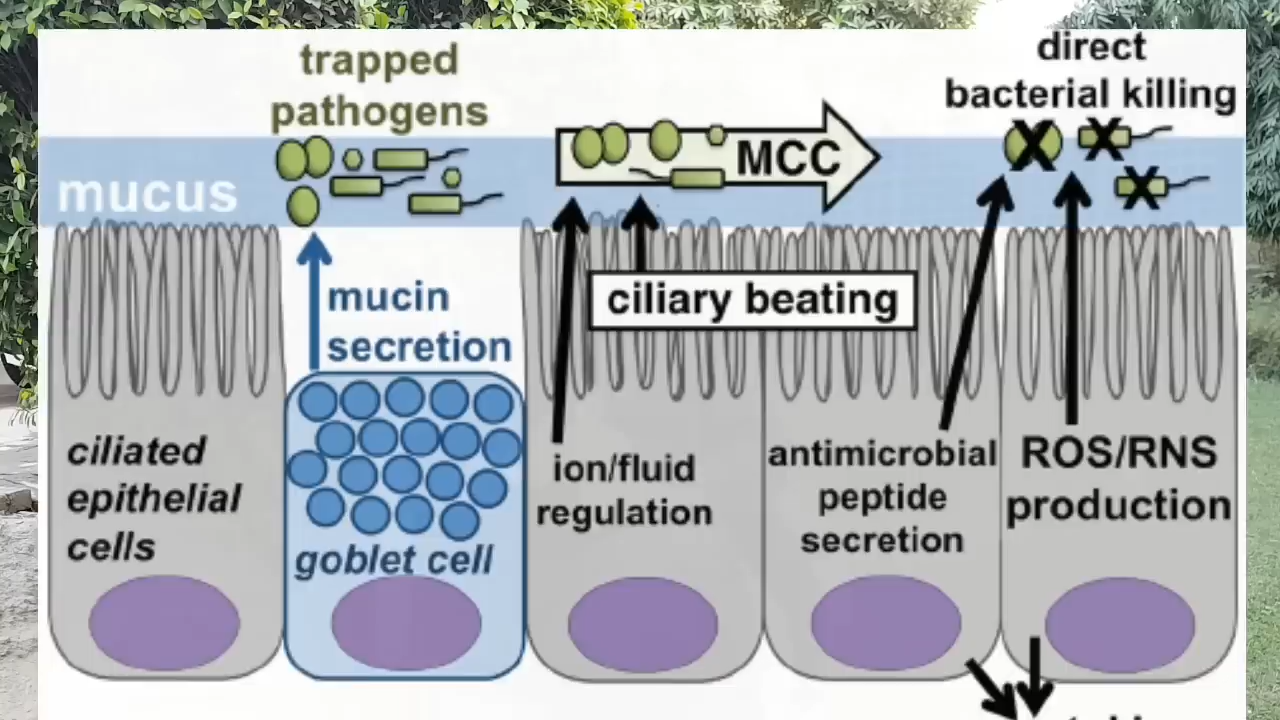 trapped
pathogens
direct
bacterial killing
MCC
mucus
mucin
secretion
ciliary beating
ciliated
epithelial
cells
goblet cell
ion/fluid
regulation
antimicrobial
peptide
secretion
ROS/RNS
production